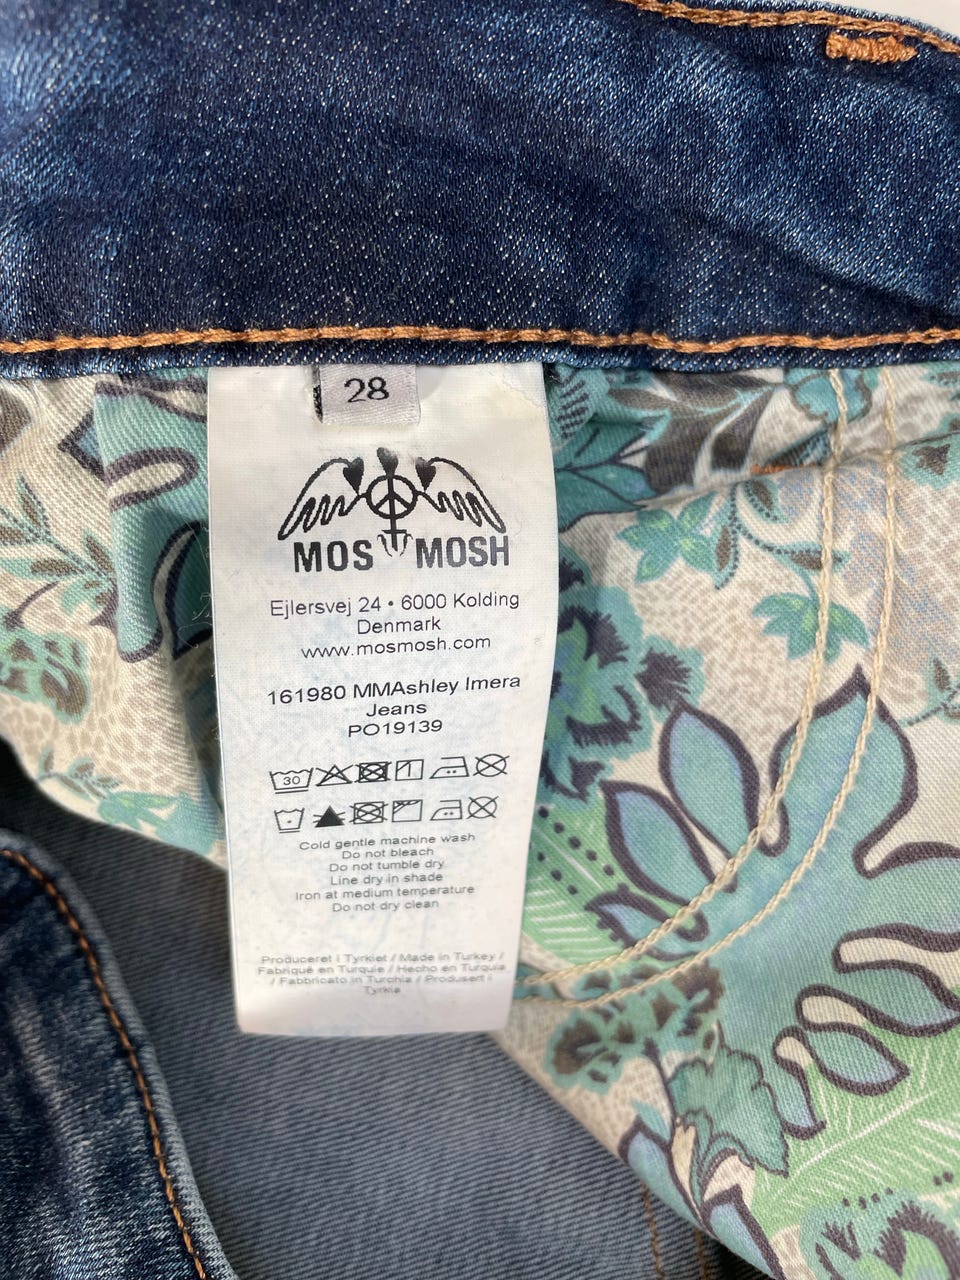 28
MOS MOSH
Ejlersvej 24 • 6000 Kolding
Denmark
www.mosmosh.com
161980 MMAshley Imera
Jeans
PO19139
30
Cold gentle machine wash
Do not bleach
Do not tumble dry
Line dry in shade
Iron at medium temperature
Do not dry clean
Produceret i Tyrkiet / Made in Turkey /
Fabriqué en Turquie / Hecho en Turquia
/ Fabbricato in Turchia / Produsert i
Tyrkia